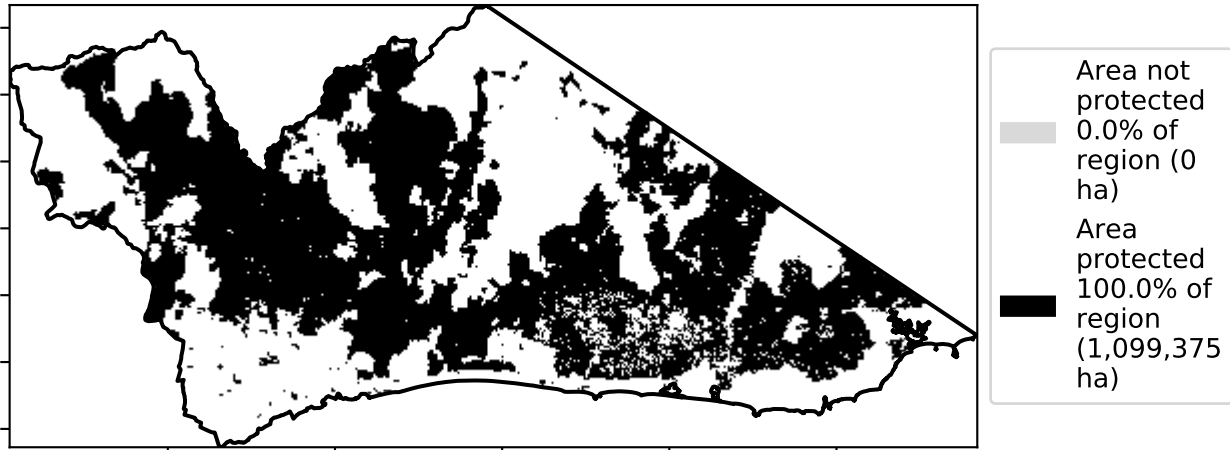 Area not
protected
0.0% of
region (0
ha)
Area
protected
100.0% of
region
(1,099,375
ha)